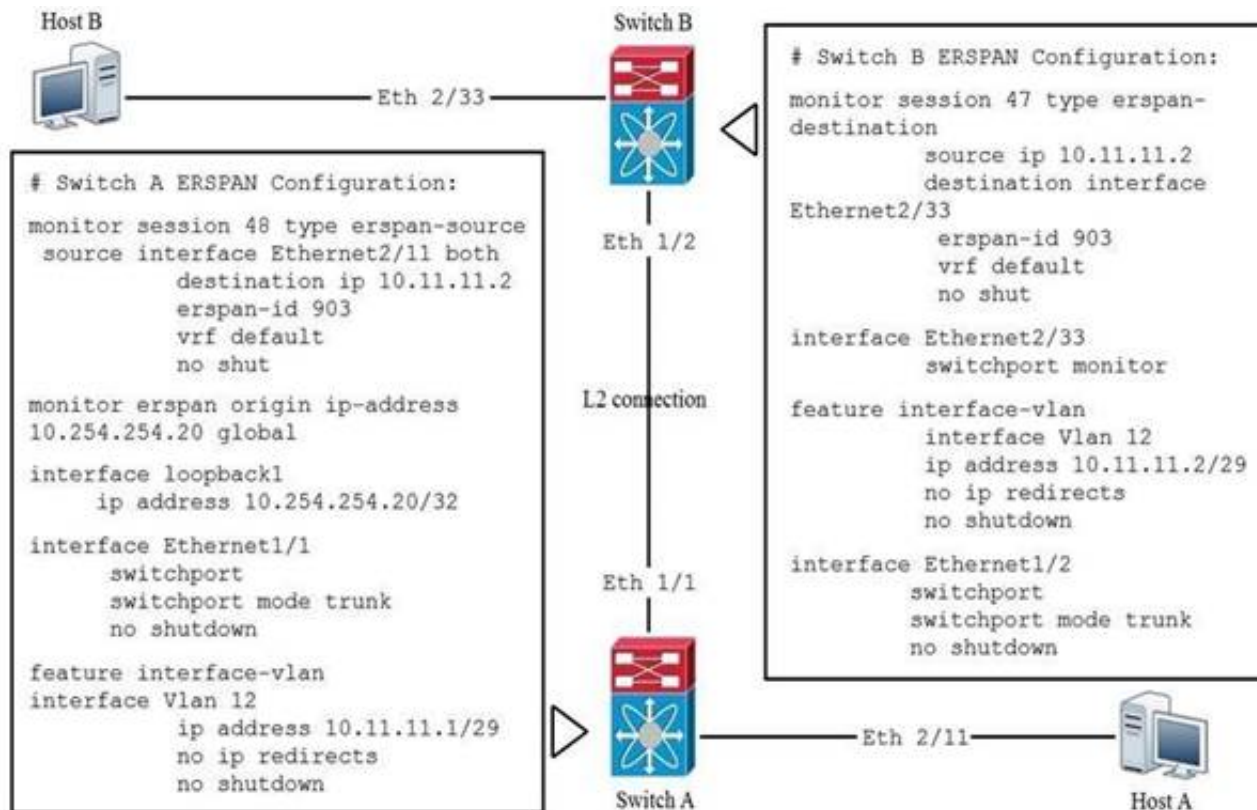 Host B
Switch B
Eth 2/33
# Switch B ERSPAN Configuration:
monitor session 47 type erspan-
destination
source ip 10.11.11.2
destination interface
Ethernet2/33
erspan-id 903
vrf default
no shut
interface Ethernet2/33
switchport monitor
feature interface-vlan
interface Vlan 12
ip address 10.11.11.2/29
no ip redirects
no shutdown
interface Ethernet1/2
switchport
switchport mode trunk
no shutdown
# Switch A ERSPAN Configuration:
monitor session 48 type erspan-source
source interface Ethernet2/11 both
destination ip 10.11.11.2
erspan-id 903
vrf default
no shut
monitor erspan origin ip-address
10.254.254.20 global
interface loopback1
ip address 10.254.254.20/32
interface Ethernet1/1
switchport
switchport mode trunk
no shutdown
feature interface-vlan
interface Vlan 12
ip address 10.11.11.1/29
no ip redirects
no shutdown
Eth 1/2
L2 connection
Eth 1/1
Eth 2/11
Switch A
Host A